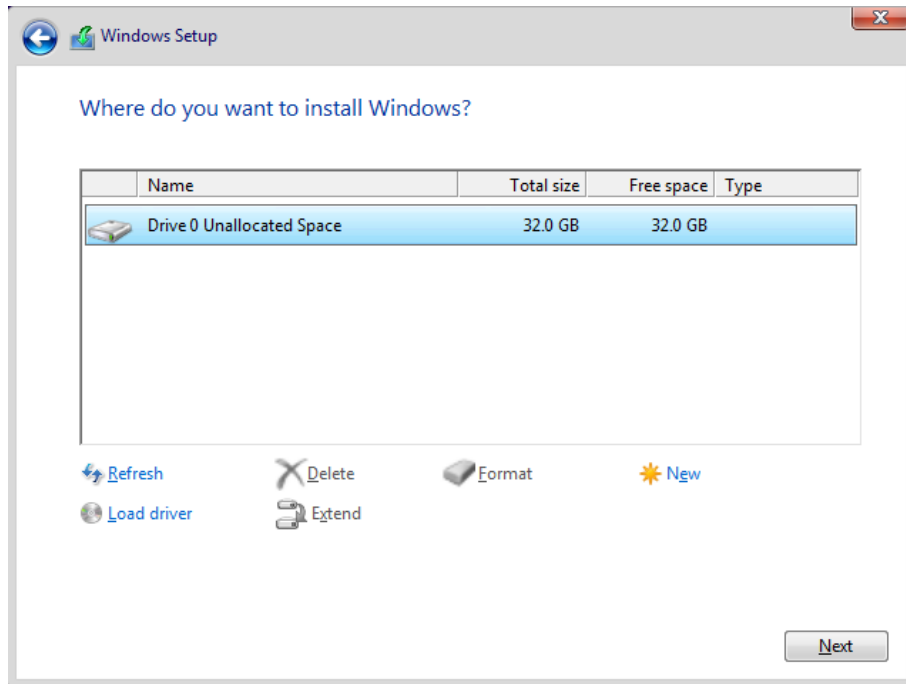 Windows Setup
Where do you want to install Windows?
Name Total size Free space Type
Drive 0 Unallocated Space 32.0 GB 32.0 GB
Refresh Delete Format New
Load driver Extend
Next